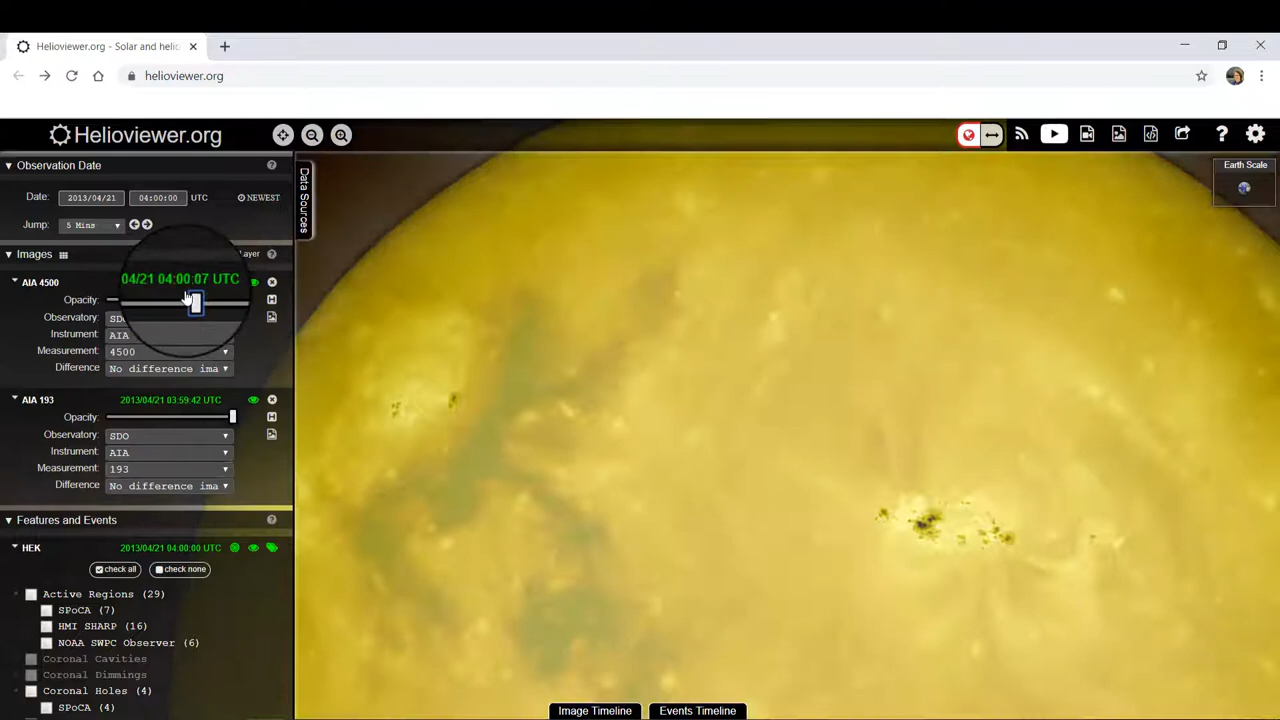 Helioviewer.org - Solar and helio
helioviewer.org
Helioviewer.org
Observation Date
Date: 2013/04/21 04:00:00 UTC NEWEST
Jump: 5 Mins
Images Layer
AIA 4500 04/21 04:00:07 UTC
Opacity:
Observatory: SD
Instrument: AIA
Measurement: 4500
Difference No difference ima
AIA 193 2013/04/21 03:59:42 UTC
Opacity:
Observatory: SDO
Instrument: AIA
Measurement: 193
Difference No difference ima
Features and Events
HEK 2013/04/21 04:00:00 UTC
check all check none
Active Regions (29)
SPoCA (7)
HMI SHARP (16)
NOAA SWPC Observer (6)
Coronal Cavities
Coronal Dimmings
Coronal Holes (4)
SPoCA (4)
Data Sources
Earth Scale
Image Timeline Events Timeline